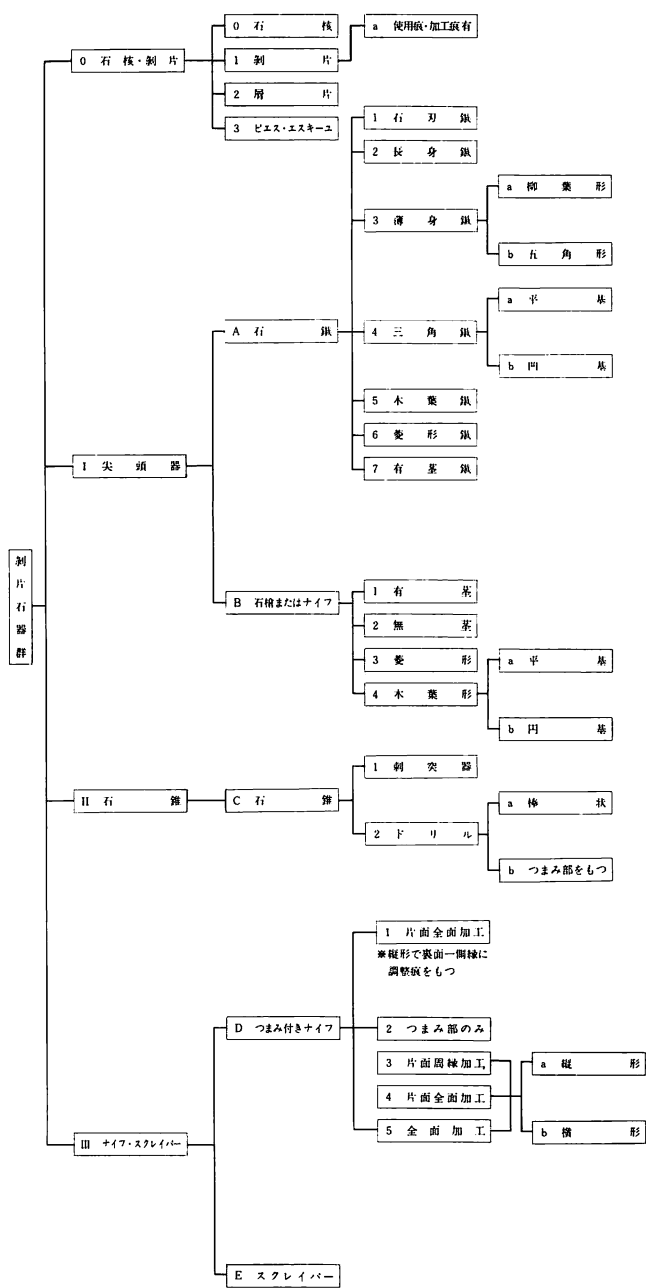 剝片石器群
0 石核・剝片
0 石核
1 剝片
a 使用痕・加工痕有
2 層片
3 ピエス・エスキーユ
I 尖頭器
A 石鏃
1 石刃鏃
2 長身鏃
3 薄身鏃
a 柳葉形
b 五角形
4 三角鏃
a 平基
b 凹基
5 木葉鏃
6 菱形鏃
7 有茎鏃
B 石槍またはナイフ
1 有茎
2 無茎
3 菱形
4 木葉形
a 平基
b 円基
II 石錐
C 石錐
1 刺突器
2 ドリル
a 棒状
b つまみ部をもつ
III ナイフ・スクレイパー
D つまみ付きナイフ
1 片面全面加工
※縦形で裏面一側縁に
調整痕をもつ
2 つまみ部のみ
3 片面周縁加工
4 片面全面加工
5 全面加工
a 縦形
b 横形
E スクレイパー